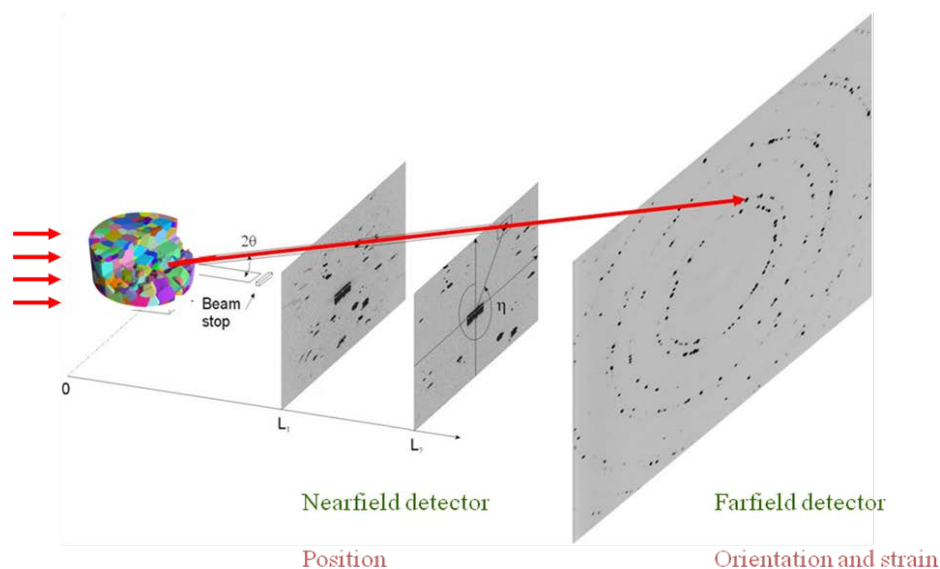 2θ
Beam
stop
η
0
L1
L2
Nearfield detector
Farfield detector
Position
Orientation and strain